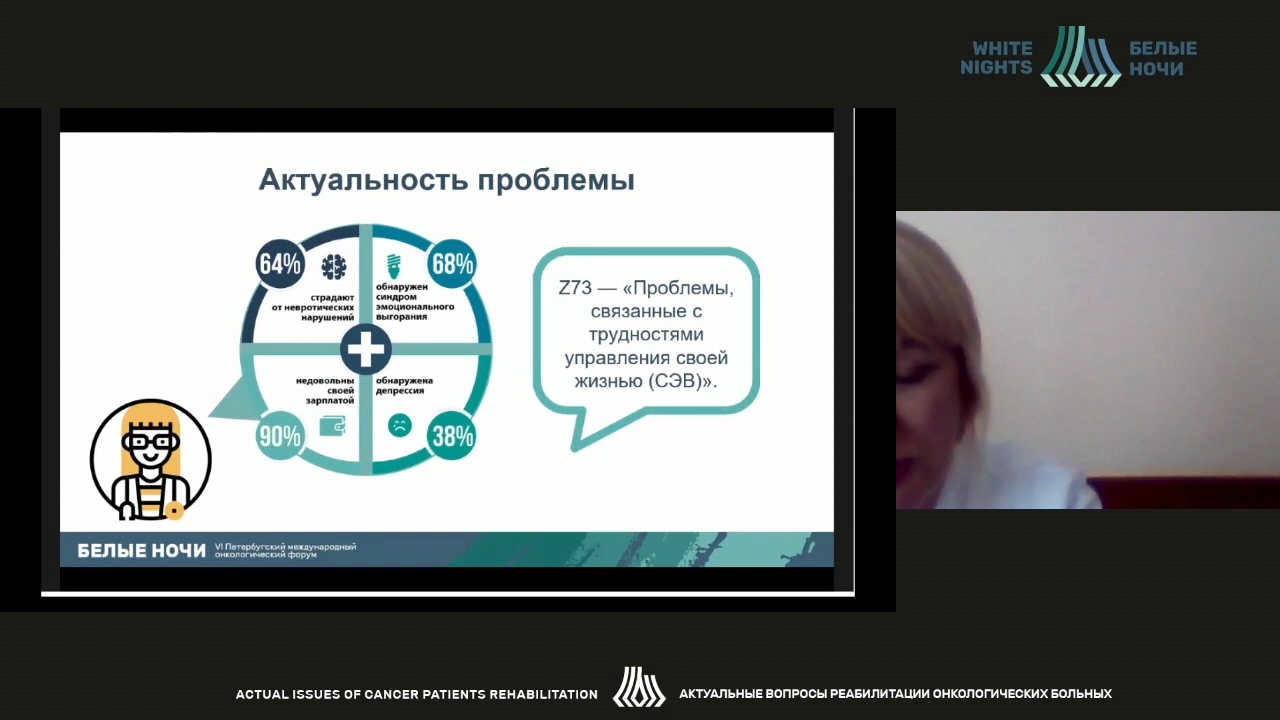 WHITE
NIGHTS
БЕЛЫЕ
НОЧИ
Актуальность проблемы
64%
страдают
от невротических
нарушений
68%
обнаружен
синдром
эмоционального
выгорания
недовольны
своей
зарплатой
90%
обнаружена
депрессия
38%
Z73 — «Проблемы,
связанные с
трудностями
управления своей
жизнью (СЭВ)».
БЕЛЫЕ НОЧИ
VI Петербургский международный
онкологический форум
ACTUAL ISSUES OF CANCER PATIENTS REHABILITATION
АКТУАЛЬНЫЕ ВОПРОСЫ РЕАБИЛИТАЦИИ ОНКОЛОГИЧЕСКИХ БОЛЬНЫХ